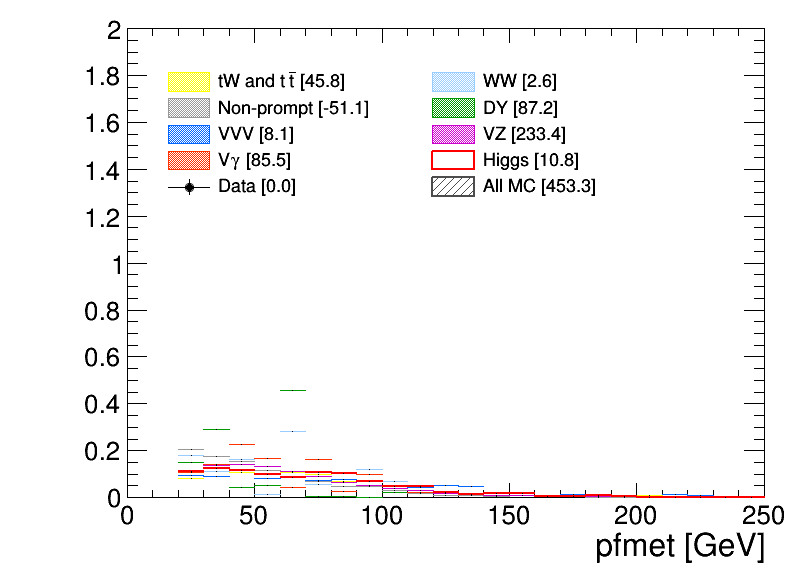 2
1.8
1.6
1.4
1.2
1
0.8
0.6
0.4
0.2
0
tW and t t̄ [45.8]
Non-prompt [-51.1]
VVV [8.1]
Vγ [85.5]
Data [0.0]
WW [2.6]
DY [87.2]
VZ [233.4]
Higgs [10.8]
All MC [453.3]
0 50 100 150 200 250
pfmet [GeV]